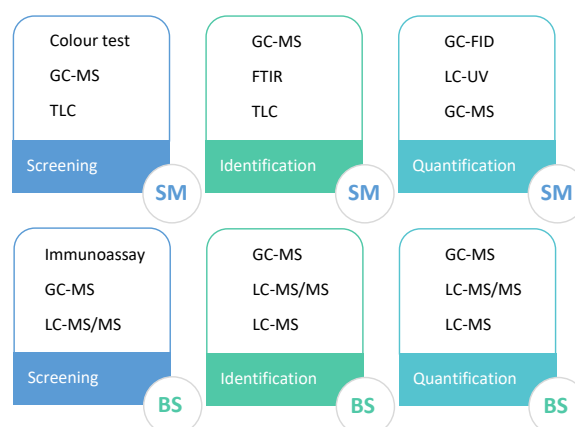 Colour test
GC-MS
TLC
Screening
SM
GC-MS
FTIR
TLC
Identification
SM
GC-FID
LC-UV
GC-MS
Quantification
SM
Immunoassay
GC-MS
LC-MS/MS
Screening
BS
GC-MS
LC-MS/MS
LC-MS
Identification
BS
GC-MS
LC-MS/MS
LC-MS
Quantification
BS